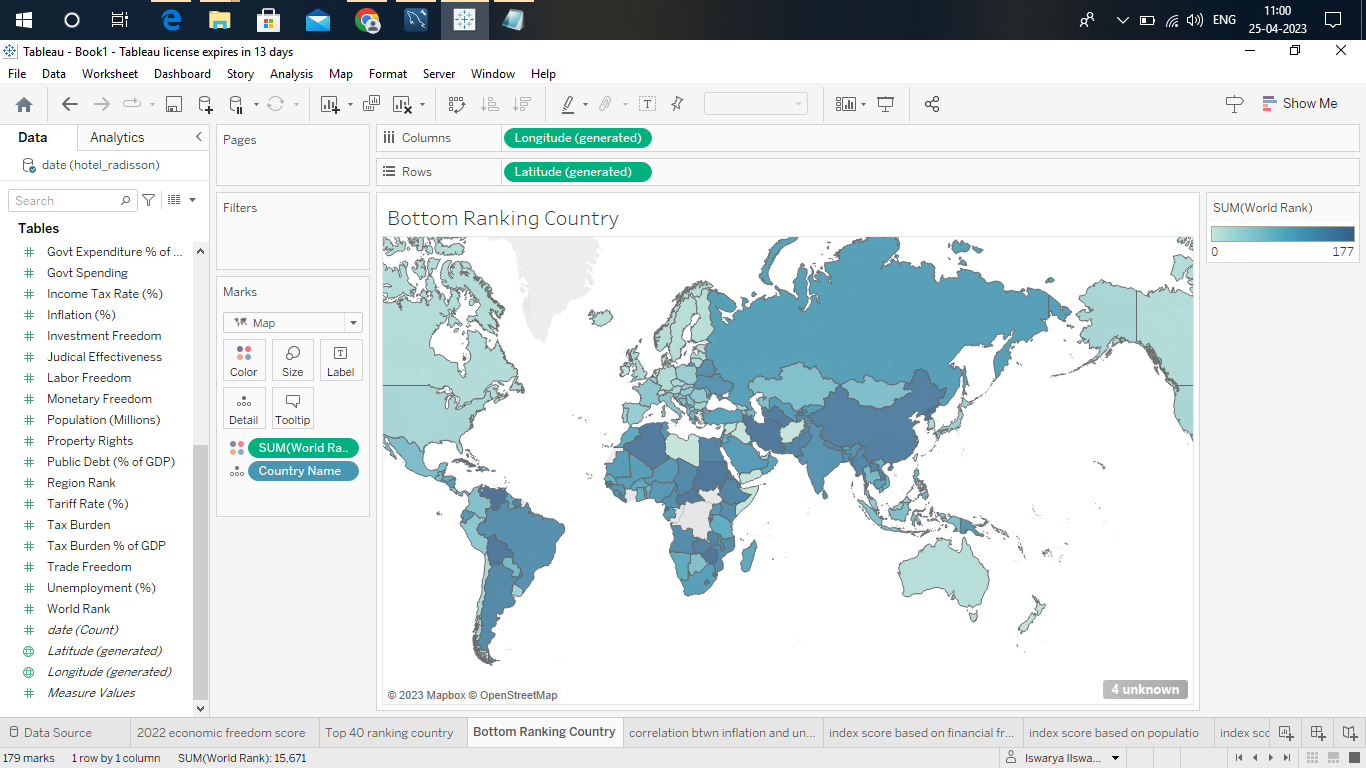 ENG
11:00
25-04-2023
Tableau - Book1 - Tableau license expires in 13 days
File Data Worksheet Dashboard Story Analysis Map Format Server Window Help
Show Me
Data Analytics
date (hotel_radisson)
Search
Tables
Govt Expenditure % of ...
Govt Spending
Income Tax Rate (%)
Inflation (%)
Investment Freedom
Judical Effectiveness
Labor Freedom
Monetary Freedom
Population (Millions)
Property Rights
Public Debt (% of GDP)
Region Rank
Tariff Rate (%)
Tax Burden
Tax Burden % of GDP
Trade Freedom
Unemployment (%)
World Rank
date (Count)
Latitude (generated)
Longitude (generated)
Measure Values
Pages
Filters
Marks
Map
Color Size Label
Detail Tooltip
SUM(World Ra..
Country Name
Columns Longitude (generated)
Rows Latitude (generated)
Bottom Ranking Country
© 2023 Mapbox © OpenStreetMap
4 unknown
SUM(World Rank)
0 177
Data Source 2022 economic freedom score Top 40 ranking country Bottom Ranking Country correlation btwn inflation and un... index score based on financial fr... index score based on populatio index sco
179 marks 1 row by 1 column SUM(World Rank): 15,671 Iswarya IIswa...